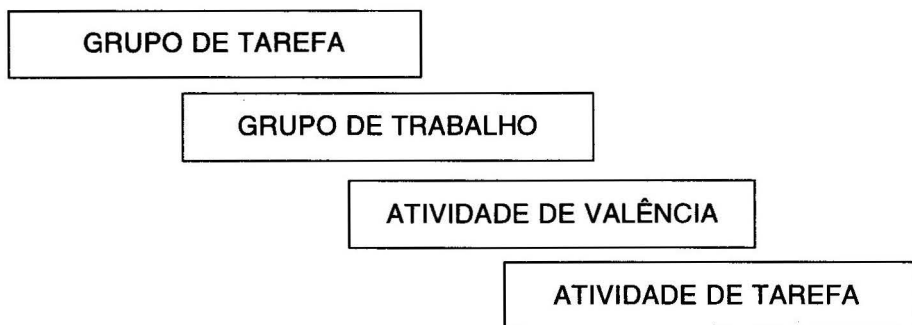 GRUPO DE TAREFA
GRUPO DE TRABALHO
ATIVIDADE DE VALÊNCIA
ATIVIDADE DE TAREFA